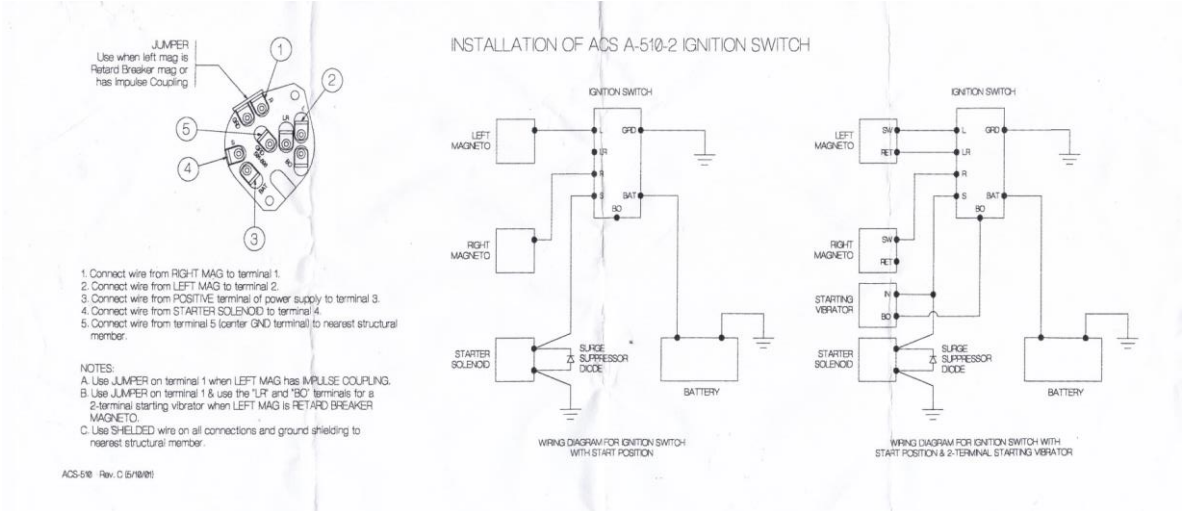 INSTALLATION OF ACS A-510-2 IGNITION SWITCH
JUMPER
Use when left mag is
Retard Breaker mag or
has Impulse Coupling
1
2
3
4
5
GND
R
L
LR
BO
S
GRD
BAT
1. Connect wire from RIGHT MAG to terminal 1.
2. Connect wire from LEFT MAG to terminal 2.
3. Connect wire from POSITIVE terminal of power supply to terminal 3.
4. Connect wire from STARTER SOLENOID to terminal 4.
5. Connect wire from terminal 5 (center GND terminal) to nearest structural
member.
NOTES:
A. Use JUMPER on terminal 1 when LEFT MAG has IMPULSE COUPLING.
B. Use JUMPER on terminal 1 & use the "LR" and "BO" terminals for a
2-terminal starting vibrator when LEFT MAG is RETARD BREAKER
MAGNETO.
C. Use SHIELDED wire on all connections and ground shielding to
nearest structural member.
ACS-510 Rev. C (5/10/01)
IGNITION SWITCH
LEFT
MAGNETO
L
GRD
LR
R
S
BAT
BO
RIGHT
MAGNETO
STARTER
SOLENOID
SURGE
SUPPRESSOR
DIODE
BATTERY
WIRING DIAGRAM FOR IGNITION SWITCH
WITH START POSITION
IGNITION SWITCH
LEFT
MAGNETO
SW
RET
L
GRD
LR
R
S
BAT
BO
RIGHT
MAGNETO
SW
RET
STARTING
VIBRATOR
IN
BO
STARTER
SOLENOID
SURGE
SUPPRESSOR
DIODE
BATTERY
WIRING DIAGRAM FOR IGNITION SWITCH WITH
START POSITION & 2-TERMINAL STARTING VIBRATOR